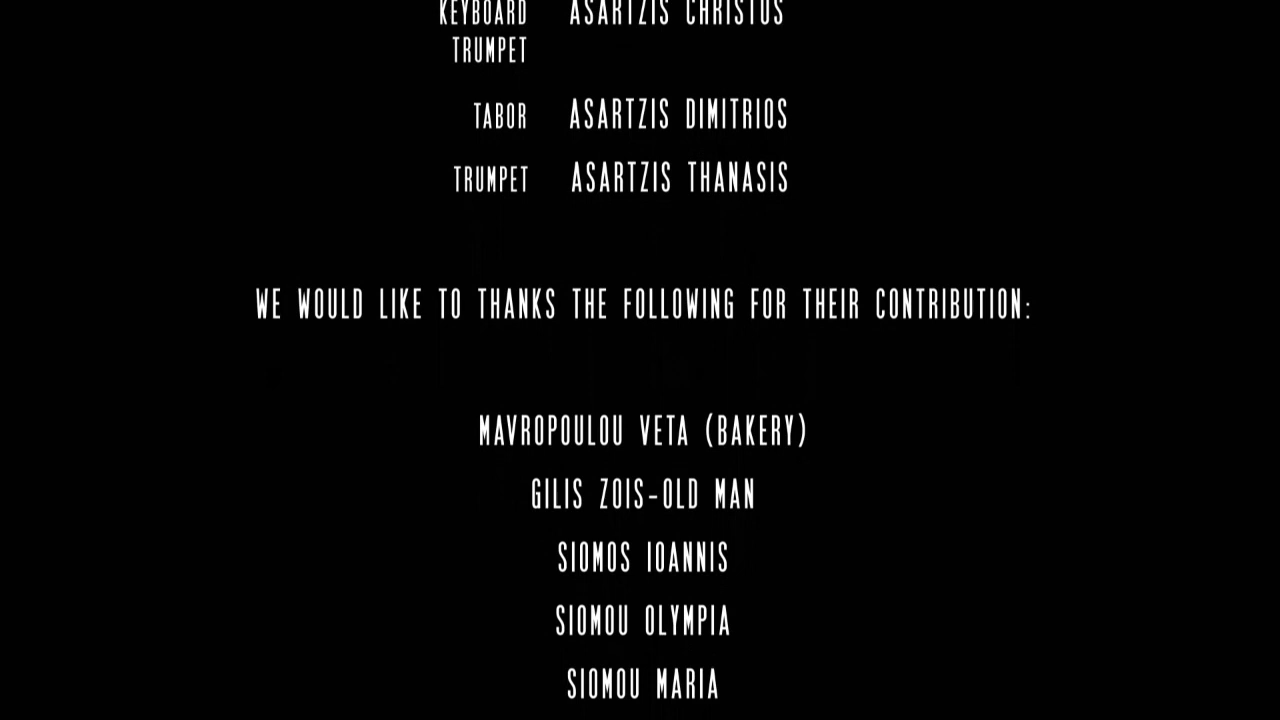 KEYBOARD ASARTZIS CHRISTOS
TRUMPET
TABOR ASARTZIS DIMITRIOS
TRUMPET ASARTZIS THANASIS
WE WOULD LIKE TO THANKS THE FOLLOWING FOR THEIR CONTRIBUTION:
MAVROPOULOU VETA (BAKERY)
GILIS ZOIS-OLD MAN
SIOMOS IOANNIS
SIOMOU OLYMPIA
SIOMOU MARIA